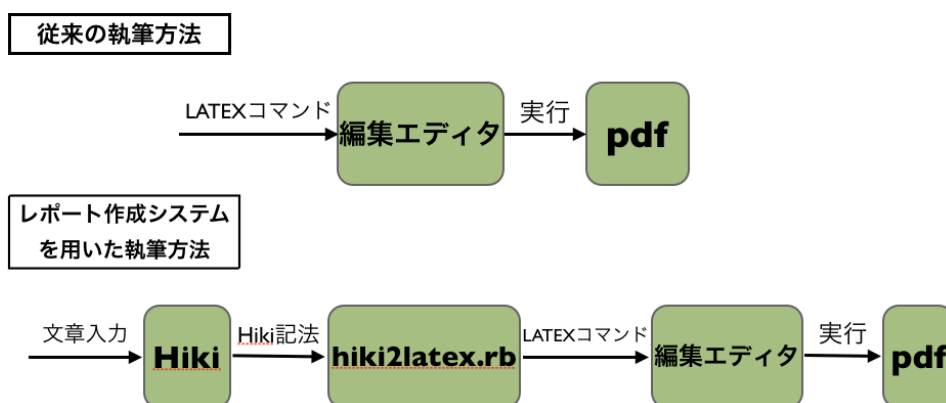 従来の執筆方法
LATEXコマンド
編集エディタ
実行
pdf
レポート作成システム
を用いた執筆方法
文章入力
Hiki
Hiki記法
hiki2latex.rb
LATEXコマンド
編集エディタ
実行
pdf